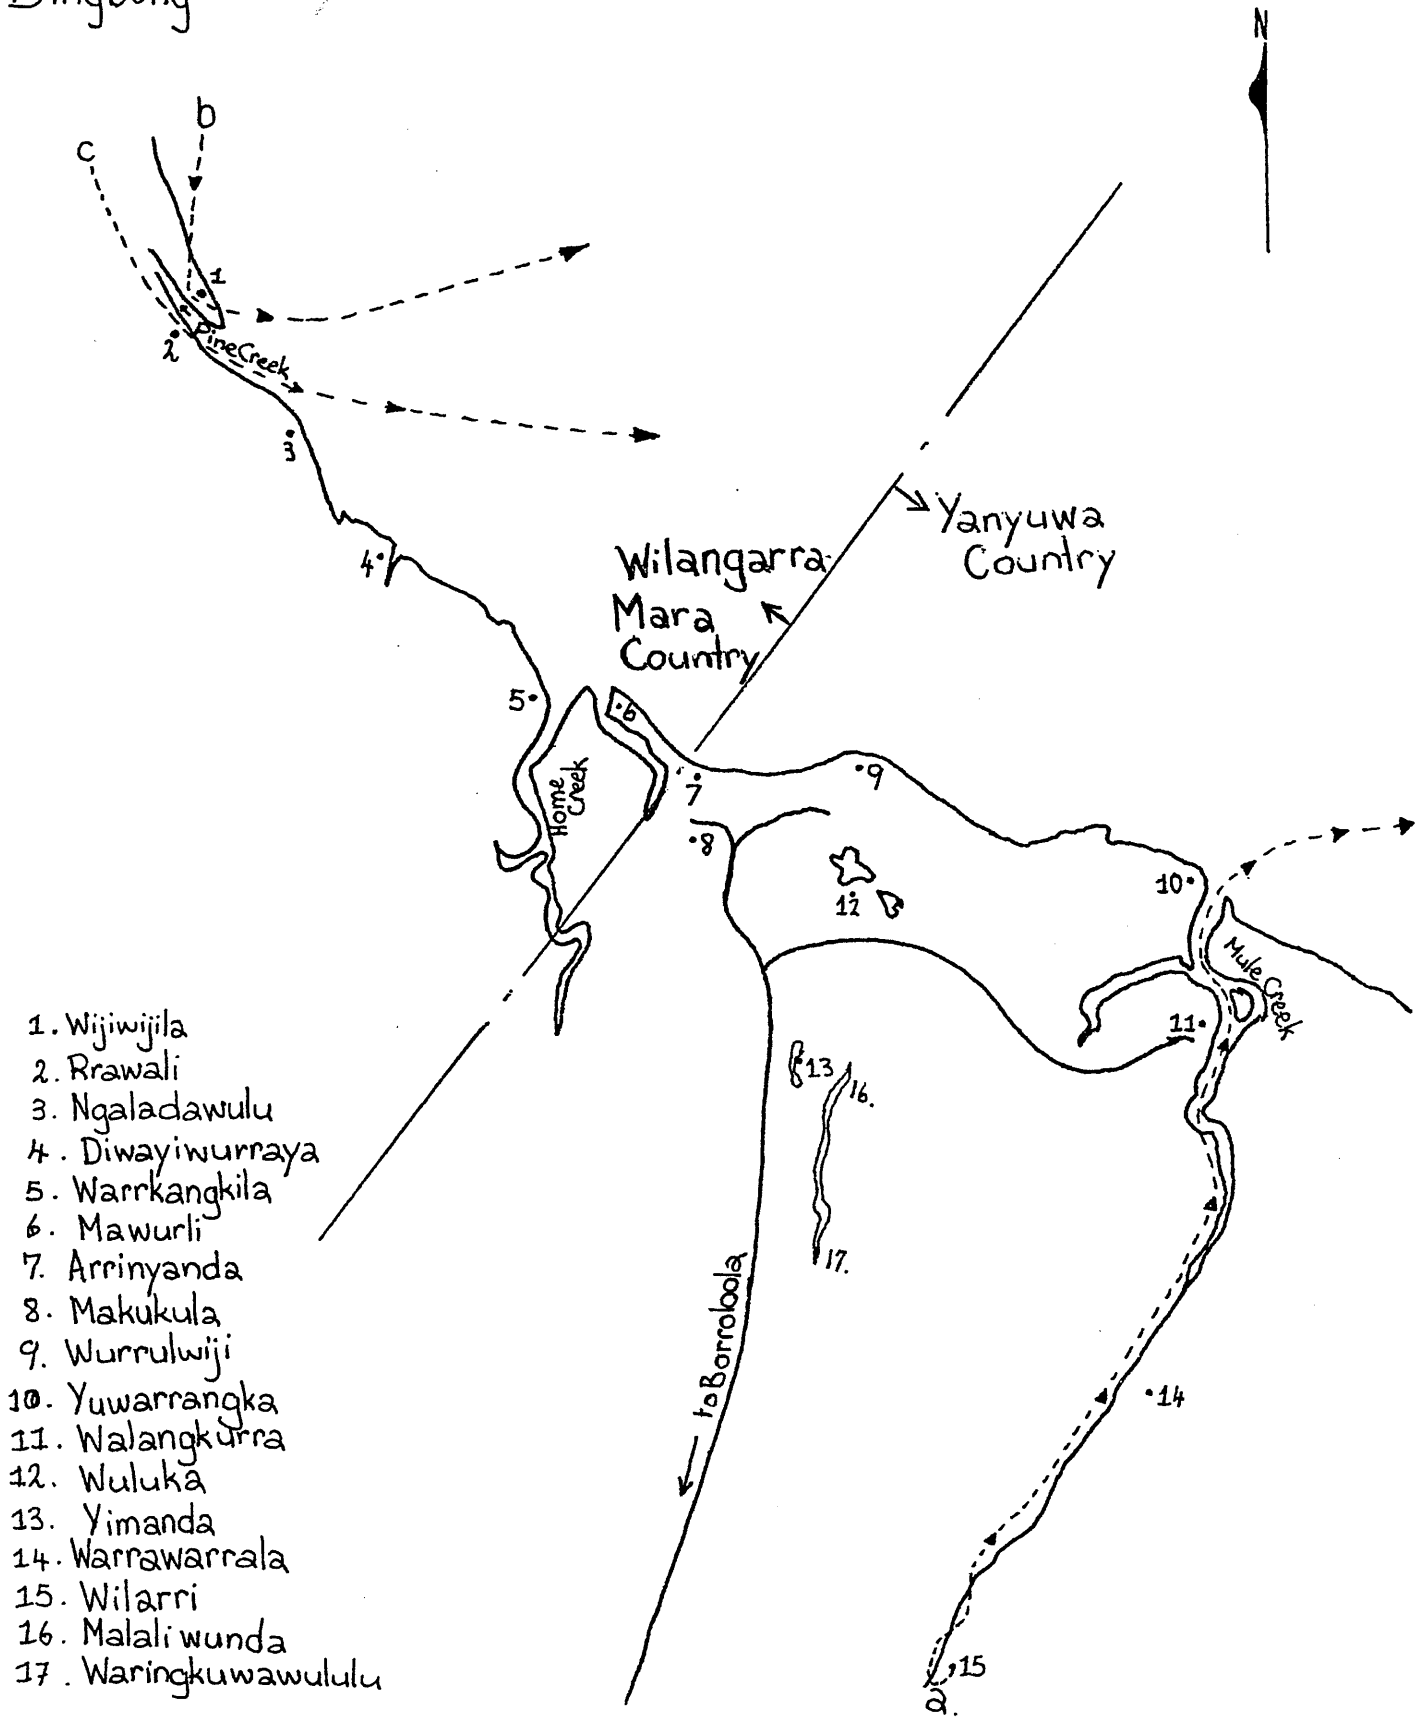 Bingbong
N
b
c
1
2
Pine Creek
3
4
Yanyuwa
Country
Wilangarra
Mara
Country
5
6
7
9
Home
Creek
8
10
12
Mule Creek
11
13
16.
17.
to Borroloola
14
15
a.
1. Wijiwijila
2. Rrawali
3. Ngaladawulu
4. Diwayiwurraya
5. Warrkangkila
6. Mawurli
7. Arrinyanda
8. Makukula
9. Wurrulwiji
10. Yuwarrangka
11. Walangkurra
12. Wuluka
13. Yimanda
14. Warrawarrala
15. Wilarri
16. Malaliwunda
17. Waringkuwawululu